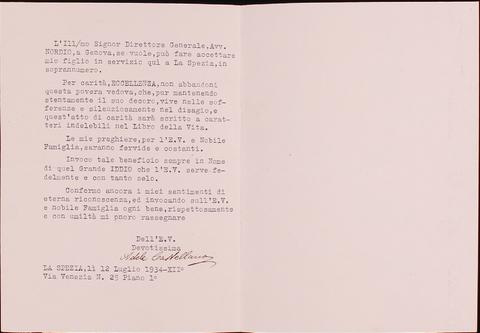 L'Ill/mo Signor Direttore Generale,Avv.
NORDIO,a Genova,se vuole,può fare accettare
mio figlio in servizio quì a La Spezia,in
soprannumero.
Per carità,ECCELLENZA,non abbandoni
questa povera vedova,che,pur mantenendo
stentamente il suo decoro,vive nelle sof-
ferenze e silenziosamente nel disagio,e
quest'atto di carità sarà scritto a carat-
teri indelebili nel Libro della Vita.
Le mie preghiere,per l'E.V. e Nobile
Famiglia,saranno fervide e costanti.
Invoco tale beneficio sempre in Nome
di quel Grande IDDIO che l'E.V. serve fe-
delmente e con tanto zelo.
Confermo ancora i miei sentimenti di
eterna riconoscenza,ed invocando sull'E.V.
e nobile Famiglia ogni bene,rispettosamente
e con umiltà mi pnoro rassegnare
Dell'E.V.
Devotissima
Adele Castellano
LA SPEZIA,lì 12 Luglio 1934-XII°
Via Venezia N. 25 Piano 1°